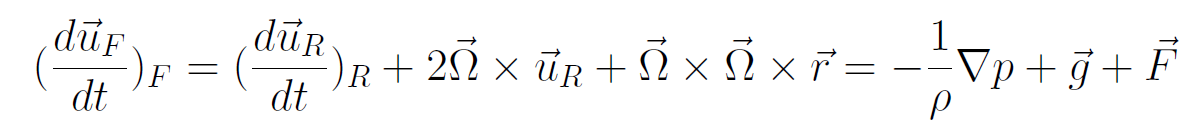 $(\frac{d\vec{u}_F}{dt})_F = (\frac{d\vec{u}_R}{dt})_R + 2\vec{\Omega} \times \vec{u}_R + \vec{\Omega} \times \vec{\Omega} \times \vec{r} = -\frac{1}{\rho}\nabla p + \vec{g} + \vec{F}$